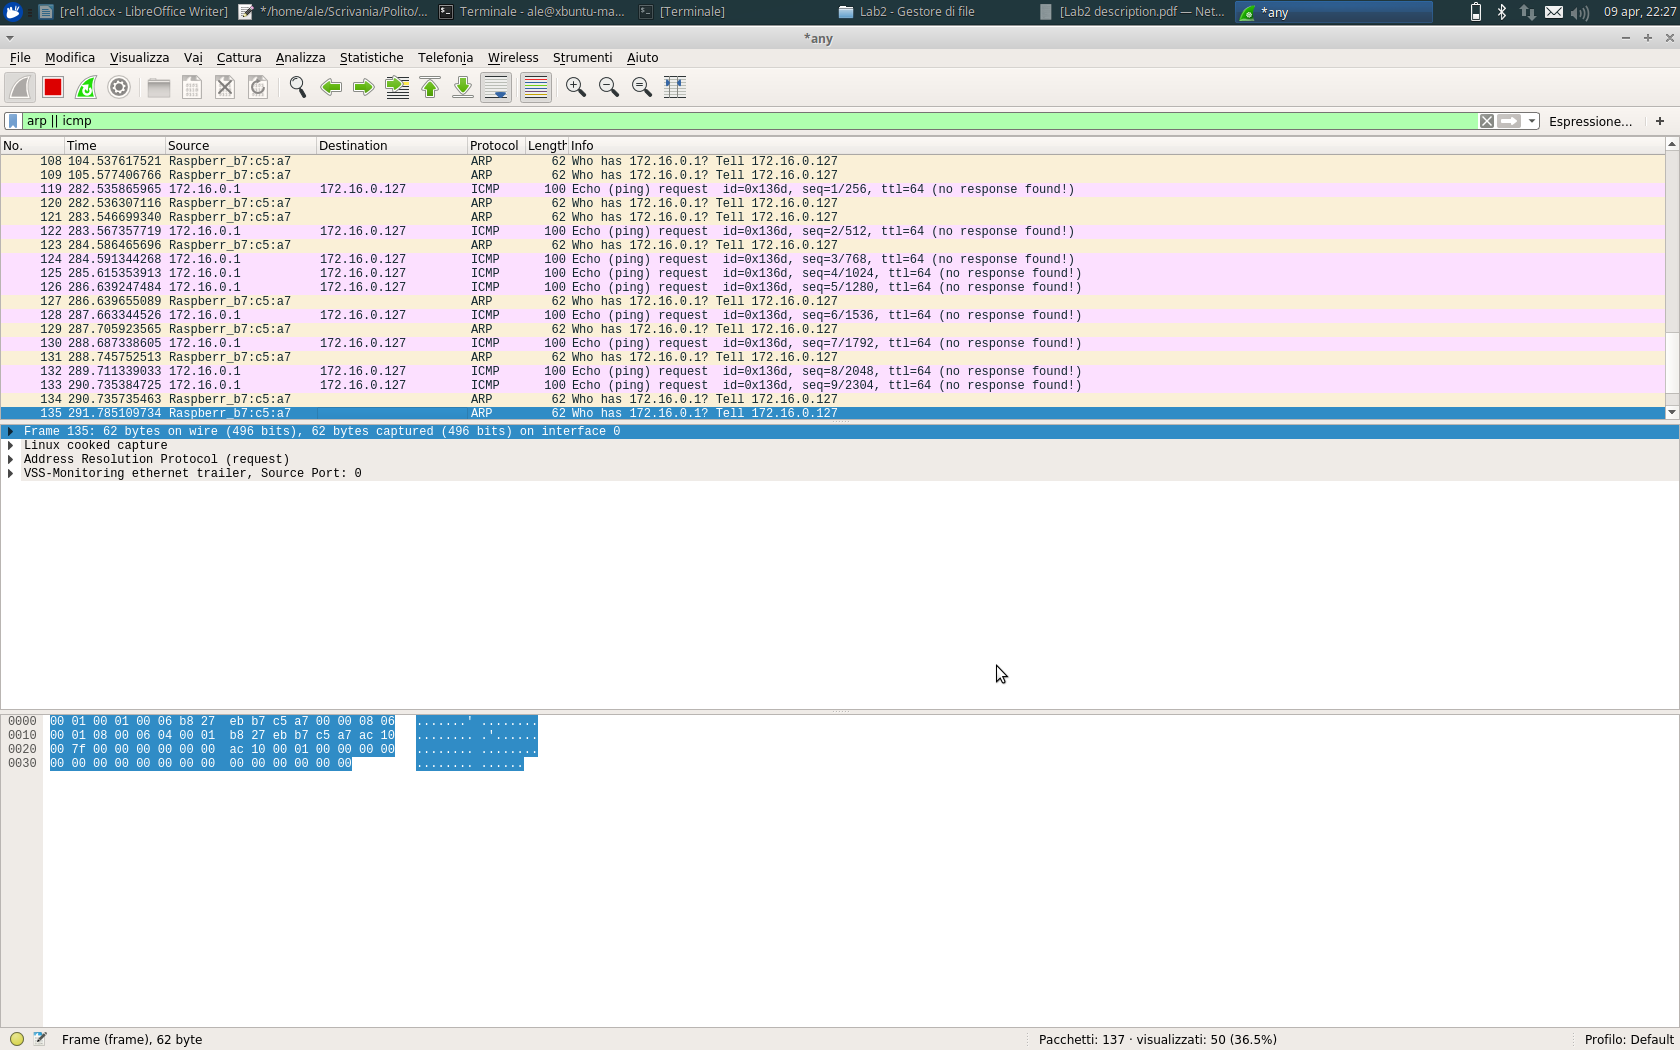 [rel1.docx - LibreOffice Writer] */home/ale/Scrivania/Polito/... Terminale - ale@xbuntu-ma... [Terminale] Lab2 - Gestore di file [Lab2 description.pdf — Net... *any 09 apr, 22:27
*any
File Modifica Visualizza Vai Cattura Analizza Statistiche Telefonia Wireless Strumenti Aiuto
arp || icmp Espressione... +
No. Time Source Destination Protocol Length Info
108 104.537617521 Raspberr_b7:c5:a7 ARP 62 Who has 172.16.0.1? Tell 172.16.0.127
109 105.577406766 Raspberr_b7:c5:a7 ARP 62 Who has 172.16.0.1? Tell 172.16.0.127
119 282.535865965 172.16.0.1 172.16.0.127 ICMP 100 Echo (ping) request id=0x136d, seq=1/256, ttl=64 (no response found!)
120 282.536307116 Raspberr_b7:c5:a7 ARP 62 Who has 172.16.0.1? Tell 172.16.0.127
121 283.546699340 Raspberr_b7:c5:a7 ARP 62 Who has 172.16.0.1? Tell 172.16.0.127
122 283.567357719 172.16.0.1 172.16.0.127 ICMP 100 Echo (ping) request id=0x136d, seq=2/512, ttl=64 (no response found!)
123 284.586465696 Raspberr_b7:c5:a7 ARP 62 Who has 172.16.0.1? Tell 172.16.0.127
124 284.591344268 172.16.0.1 172.16.0.127 ICMP 100 Echo (ping) request id=0x136d, seq=3/768, ttl=64 (no response found!)
125 285.615353913 172.16.0.1 172.16.0.127 ICMP 100 Echo (ping) request id=0x136d, seq=4/1024, ttl=64 (no response found!)
126 286.639247484 172.16.0.1 172.16.0.127 ICMP 100 Echo (ping) request id=0x136d, seq=5/1280, ttl=64 (no response found!)
127 286.639655089 Raspberr_b7:c5:a7 ARP 62 Who has 172.16.0.1? Tell 172.16.0.127
128 287.663344526 172.16.0.1 172.16.0.127 ICMP 100 Echo (ping) request id=0x136d, seq=6/1536, ttl=64 (no response found!)
129 287.705923565 Raspberr_b7:c5:a7 ARP 62 Who has 172.16.0.1? Tell 172.16.0.127
130 288.687338605 172.16.0.1 172.16.0.127 ICMP 100 Echo (ping) request id=0x136d, seq=7/1792, ttl=64 (no response found!)
131 288.745752513 Raspberr_b7:c5:a7 ARP 62 Who has 172.16.0.1? Tell 172.16.0.127
132 289.711339033 172.16.0.1 172.16.0.127 ICMP 100 Echo (ping) request id=0x136d, seq=8/2048, ttl=64 (no response found!)
133 290.735384725 172.16.0.1 172.16.0.127 ICMP 100 Echo (ping) request id=0x136d, seq=9/2304, ttl=64 (no response found!)
134 290.735735463 Raspberr_b7:c5:a7 ARP 62 Who has 172.16.0.1? Tell 172.16.0.127
135 291.785109734 Raspberr_b7:c5:a7 ARP 62 Who has 172.16.0.1? Tell 172.16.0.127
Frame 135: 62 bytes on wire (496 bits), 62 bytes captured (496 bits) on interface 0
Linux cooked capture
Address Resolution Protocol (request)
VSS-Monitoring ethernet trailer, Source Port: 0
0000 00 01 00 01 00 06 b8 27 eb b7 c5 a7 00 00 08 06 .......' ........
0010 00 01 08 00 06 04 00 01 b8 27 eb b7 c5 a7 ac 10 ........ .'......
0020 00 7f 00 00 00 00 00 00 ac 10 00 01 00 00 00 00 ........ ........
0030 00 00 00 00 00 00 00 00 00 00 00 00 00 00 ........ ......
Frame (frame), 62 byte Pacchetti: 137 · visualizzati: 50 (36.5%) Profilo: Default